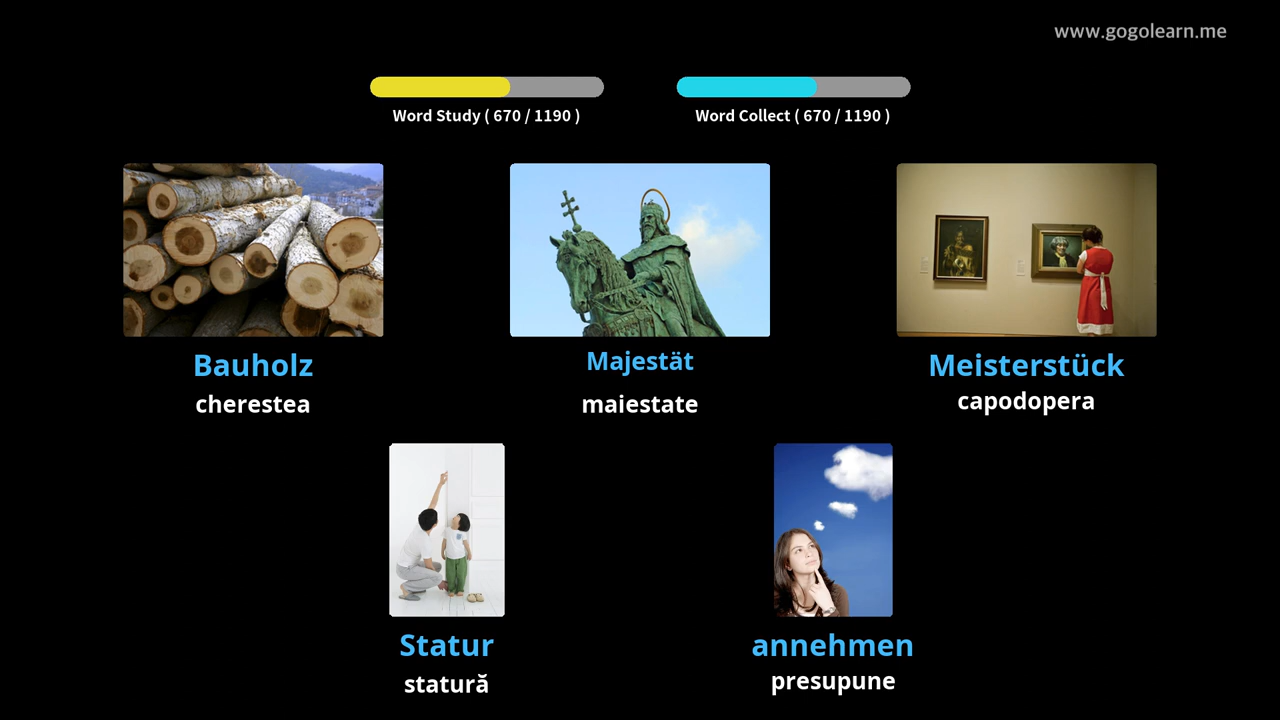 www.gogolearn.me
Word Study ( 670 / 1190 )
Word Collect ( 670 / 1190 )
Bauholz
cherestea
Majestät
maiestate
Meisterstück
capodopera
Statur
statură
annehmen
presupune